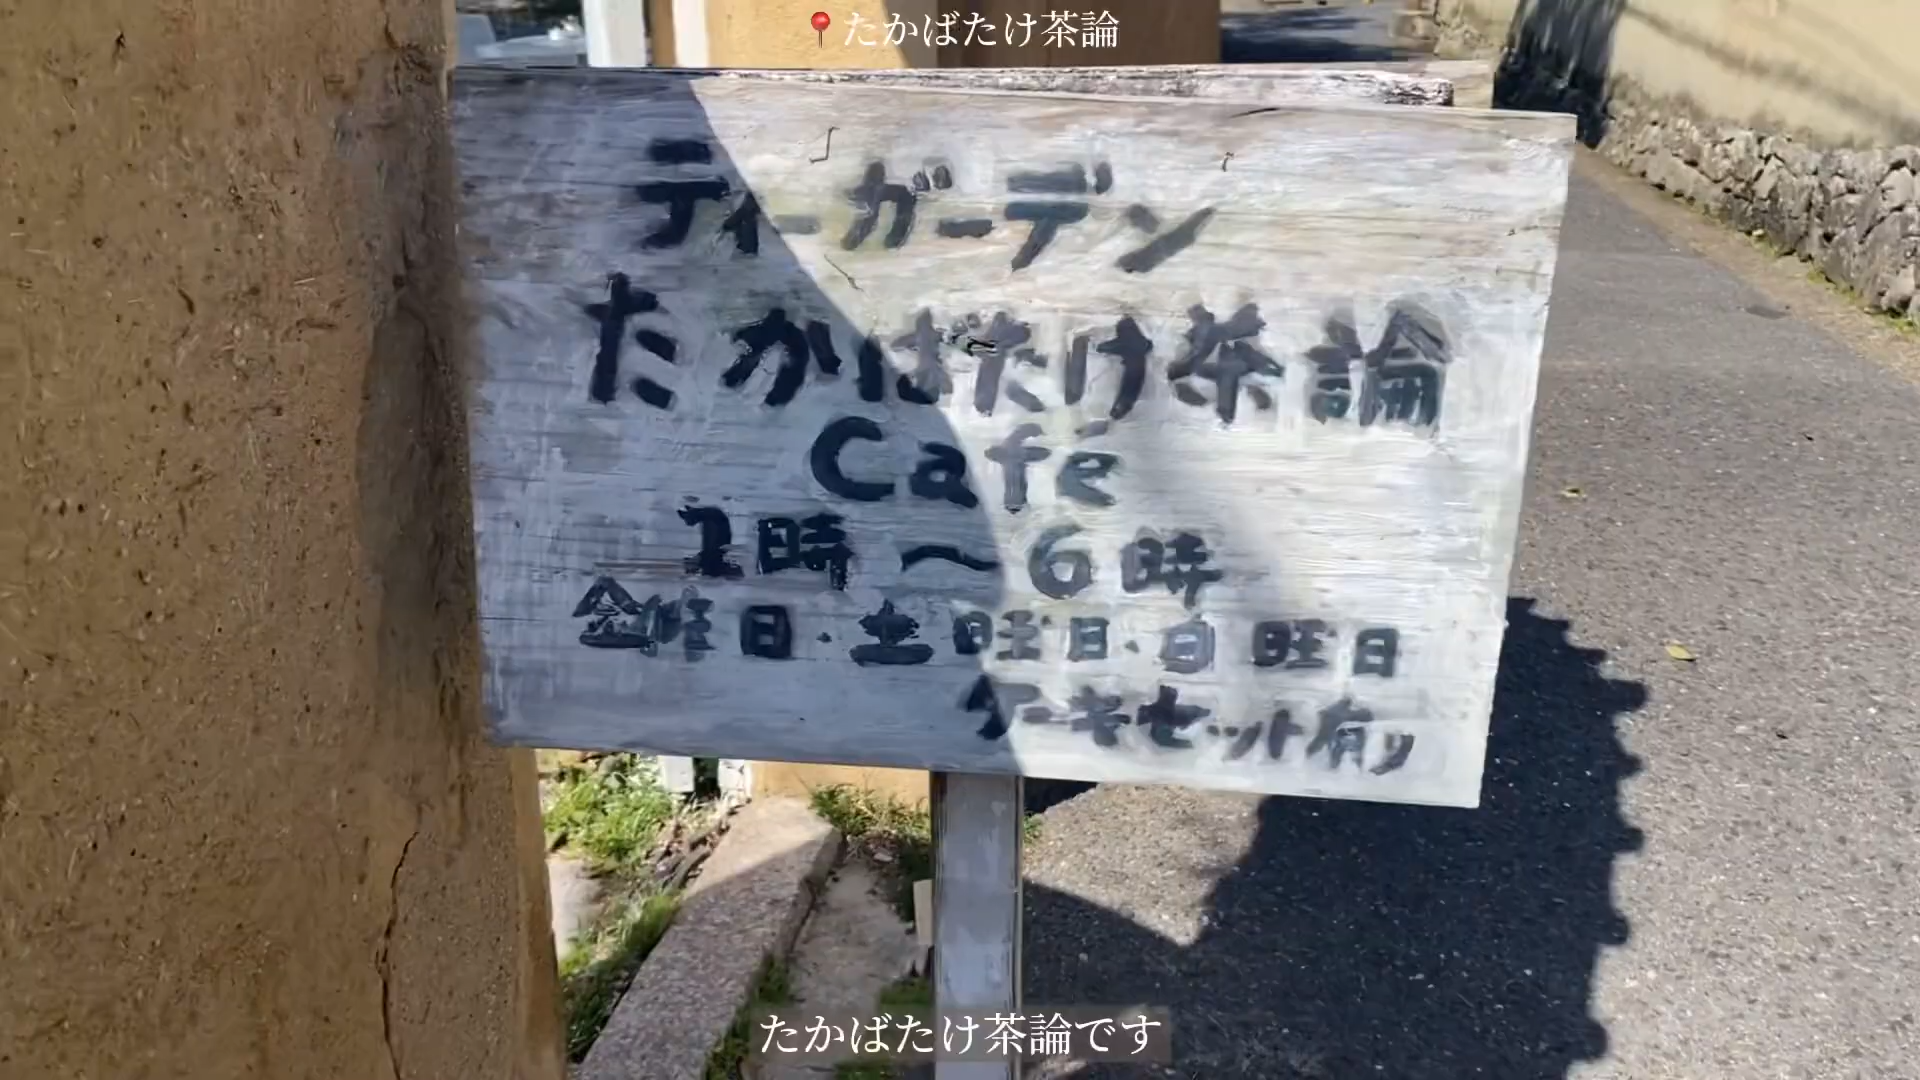 📍たかばたけ茶論
ティーガーデン
たかばたけ茶論
Café
2時～6時
金曜日・土曜日・日曜日
ケーキセット有り
たかばたけ茶論です